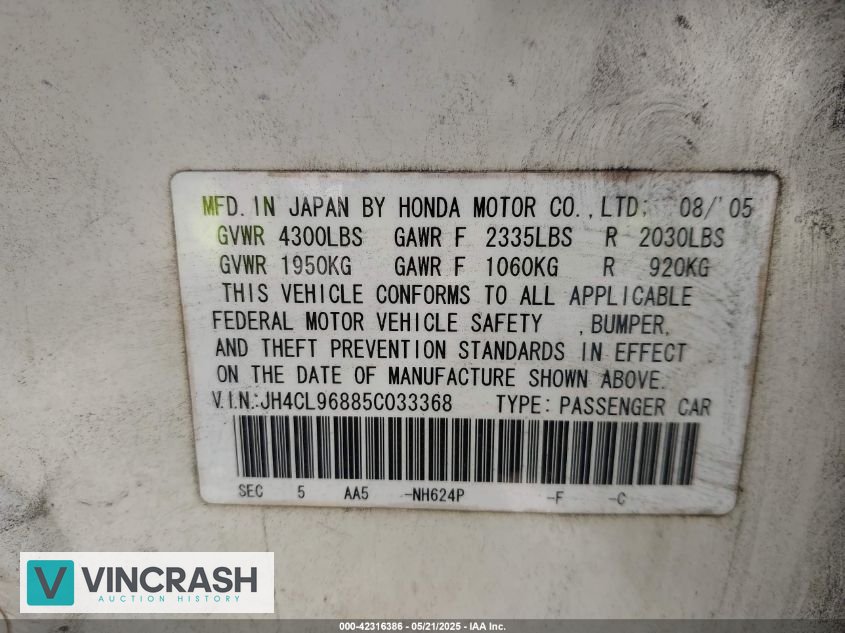 MFD. IN JAPAN BY HONDA MOTOR CO.,LTD; 08/'05
GVWR 4300LBS GAWR F 2335LBS R 2030LBS
GVWR 1950KG GAWR F 1060KG R 920KG
THIS VEHICLE CONFORMS TO ALL APPLICABLE
FEDERAL MOTOR VEHICLE SAFETY ,BUMPER,
AND THEFT PREVENTION STANDARDS IN EFFECT
ON THE DATE OF MANUFACTURE SHOWN ABOVE.
V.I.N.:JH4CL96885C033368 TYPE: PASSENGER CAR
SEC 5 AA5 -NH624P -F -C
VINCRASH
AUCTION HISTORY
000-42316386 - 05/21/2025 - IAA Inc.